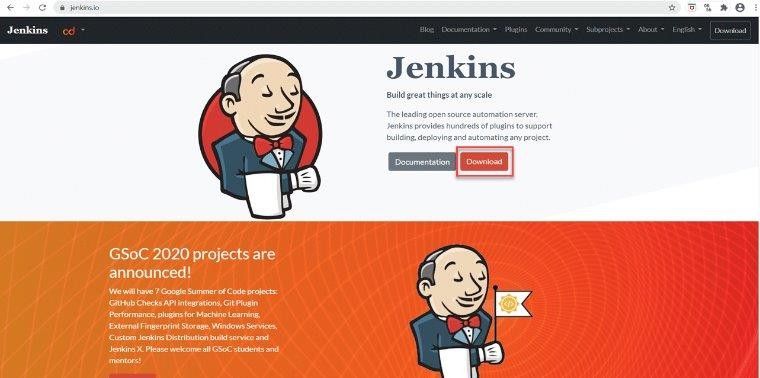 jenkins.io
Jenkins cd Blog Documentation Plugins Community Subprojects About English Download
Jenkins
Build great things at any scale
The leading open source automation server.
Jenkins provides hundreds of plugins to support
building, deploying and automating any project.
Documentation Download
GSoC 2020 projects are
announced!
We will have 7 Google Summer of Code projects:
GitHub Checks API integrations, Git Plugin
Performance, plugins for Machine Learning,
External Fingerprint Storage, Windows Services,
Custom Jenkins Distribution build service and
Jenkins X. Please welcome all GSoC students and
mentors!